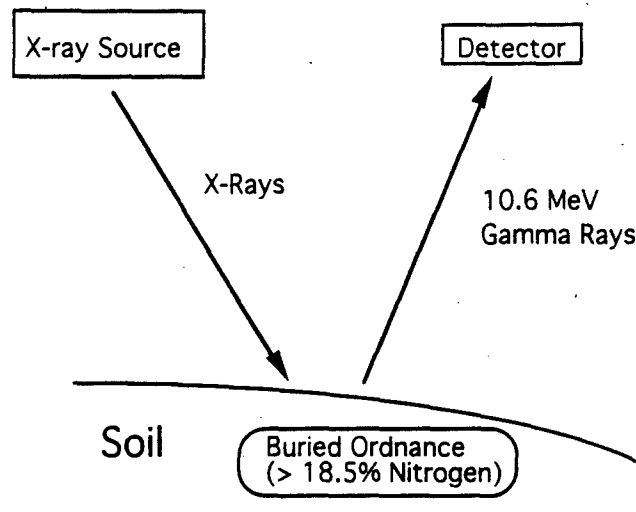 X-ray Source
Detector
X-Rays
10.6 MeV
Gamma Rays
Soil
Buried Ordnance
(> 18.5% Nitrogen)